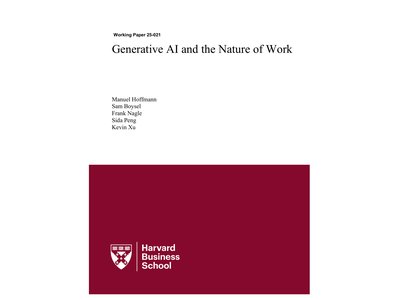 Working Paper 25-021
Generative AI and the Nature of Work
Manuel Hoffmann
Sam Boysel
Frank Nagle
Sida Peng
Kevin Xu
Harvard
Business
School